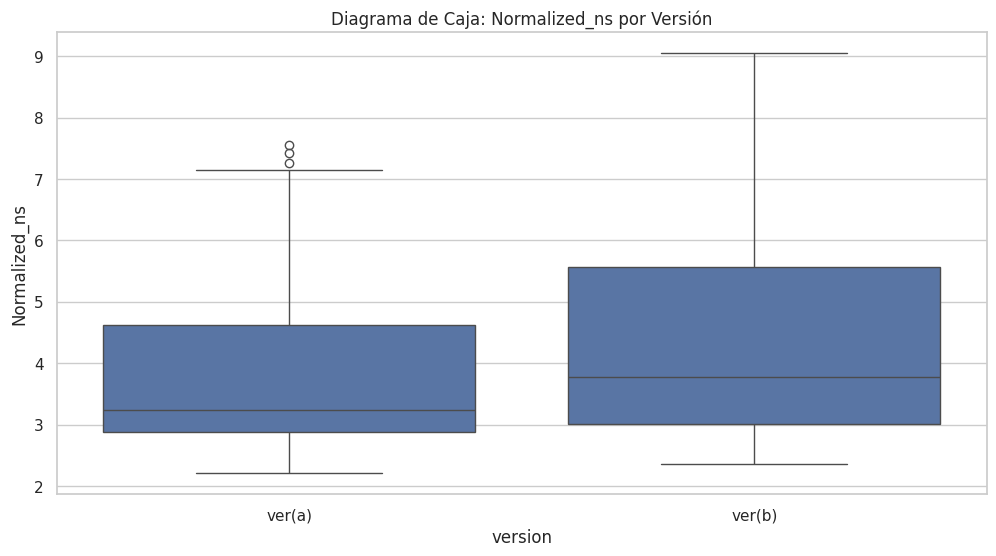 Diagrama de Caja: Normalized_ns por Versión
Normalized_ns
9
8
7
6
5
4
3
2
ver(a) ver(b)
version